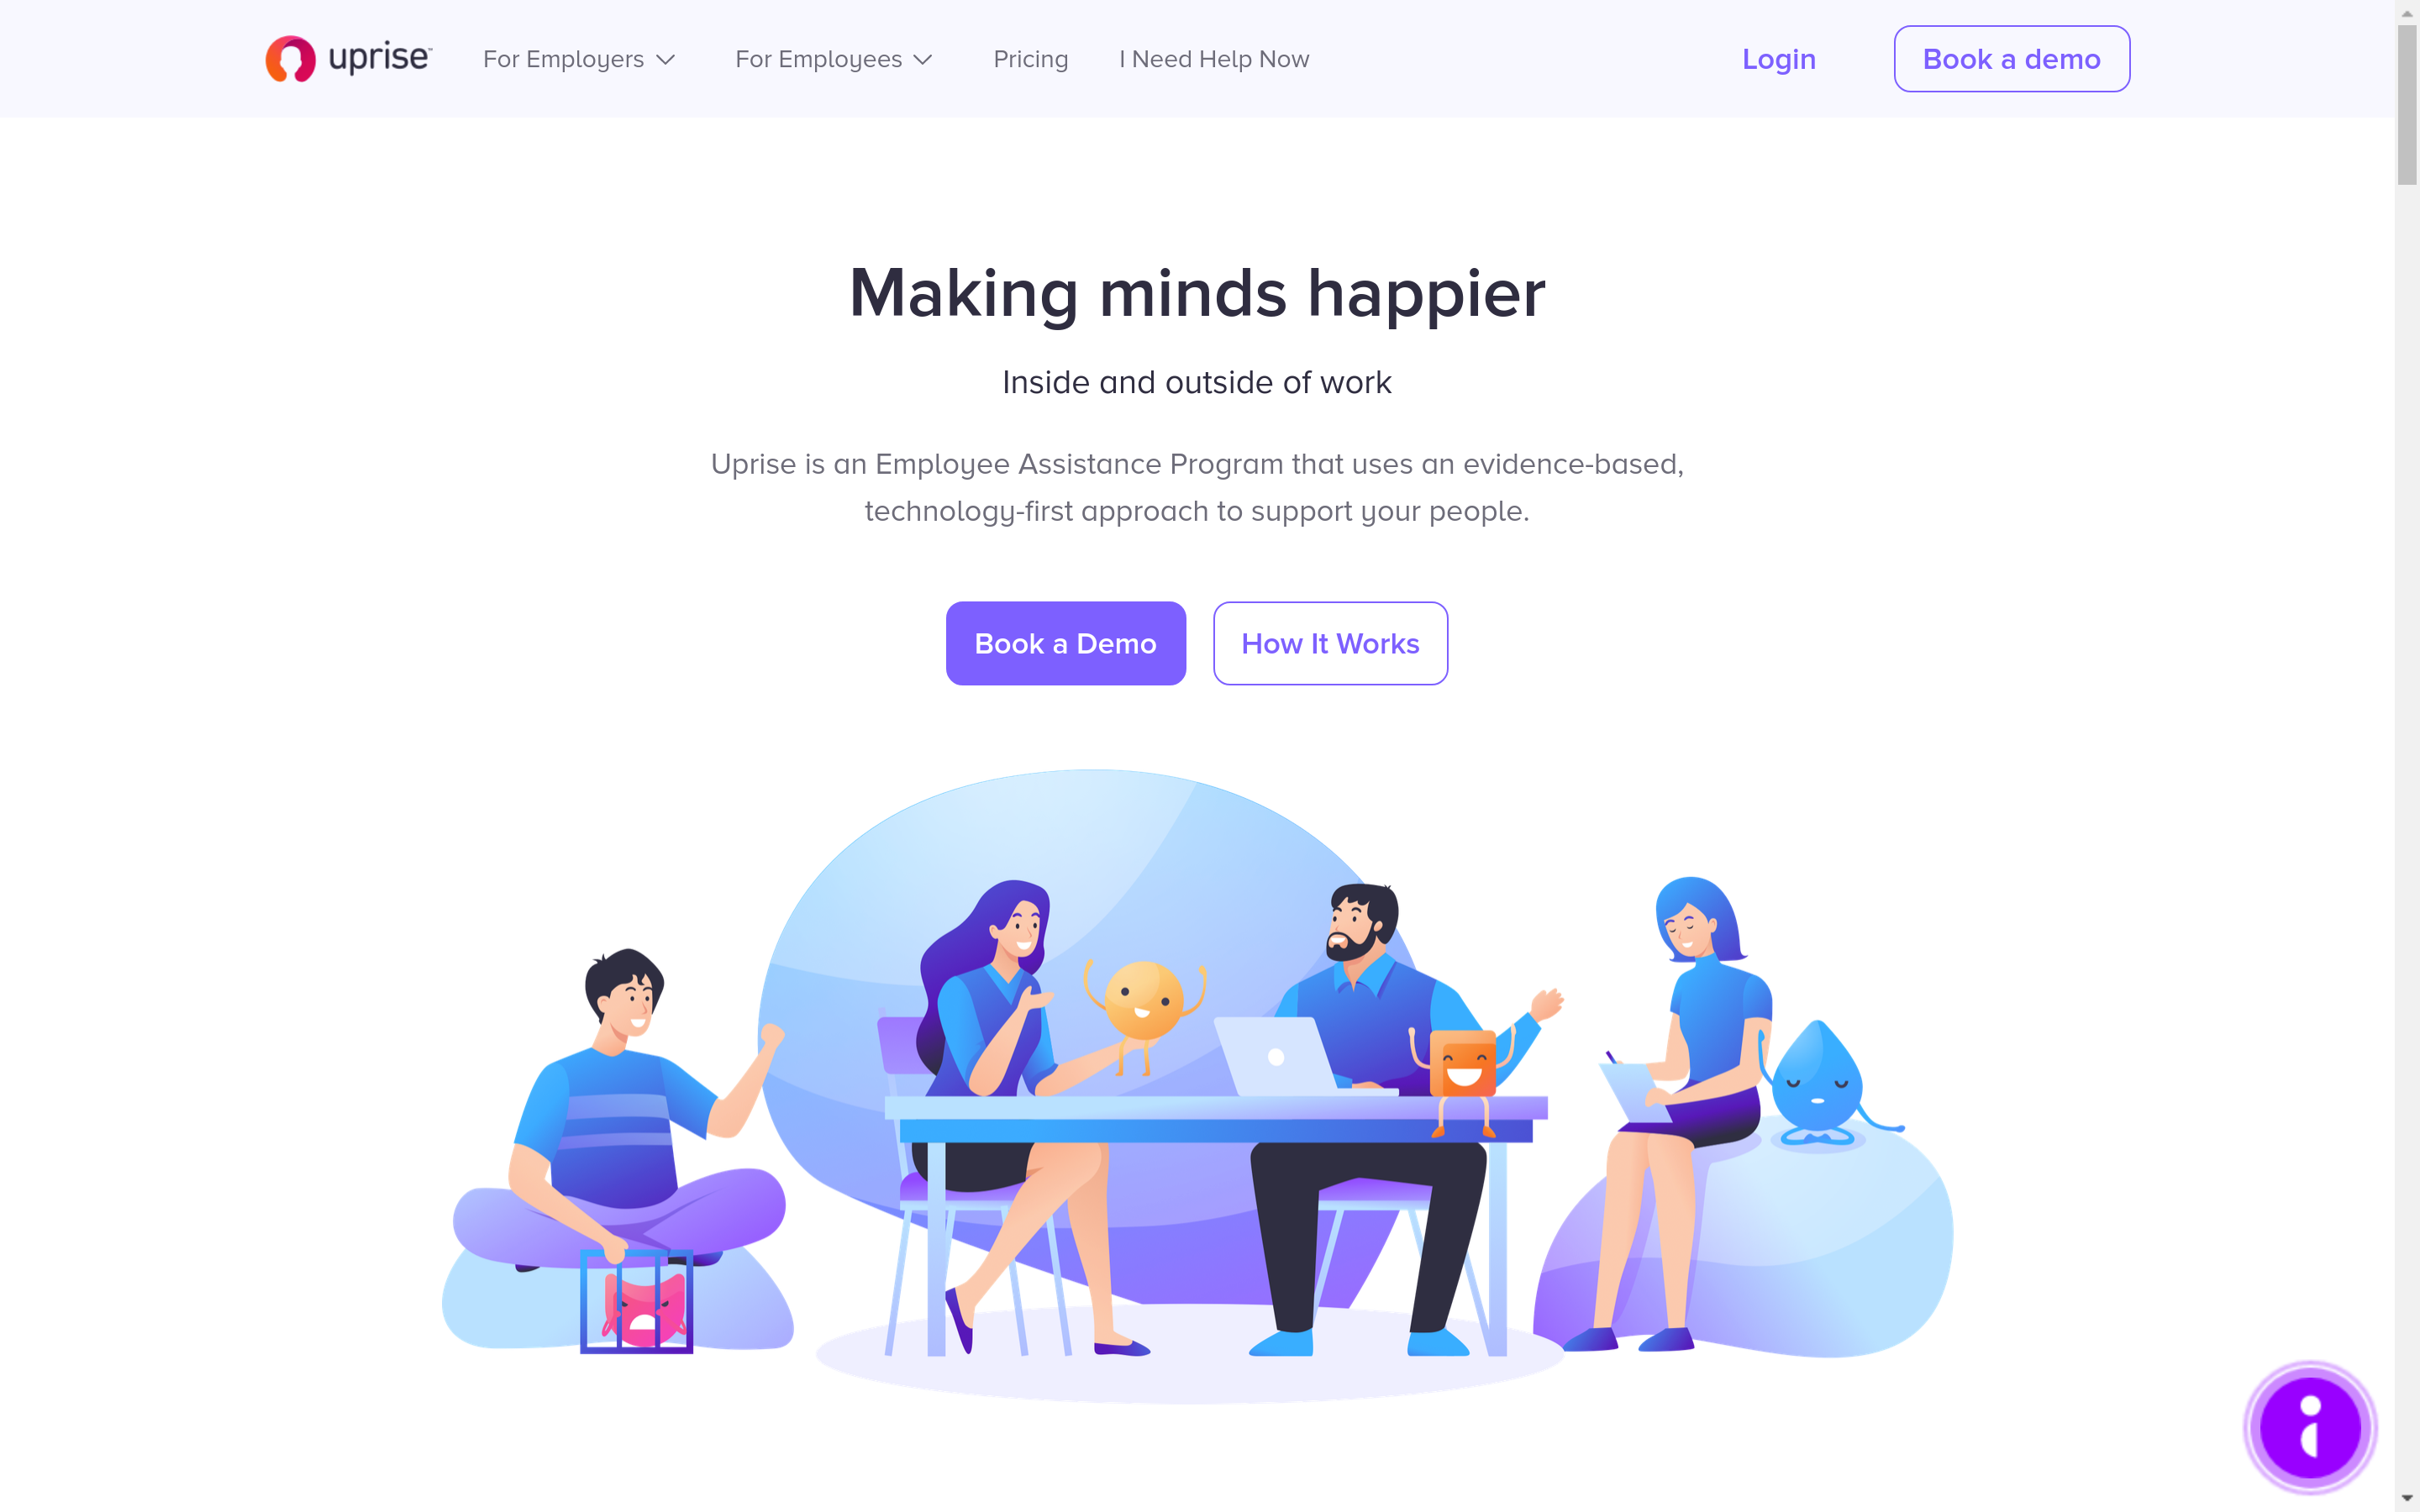 uprise™
For Employers
For Employees
Pricing
I Need Help Now
Login
Book a demo
Making minds happier
Inside and outside of work
Uprise is an Employee Assistance Program that uses an evidence-based,
technology-first approach to support your people.
Book a Demo
How It Works